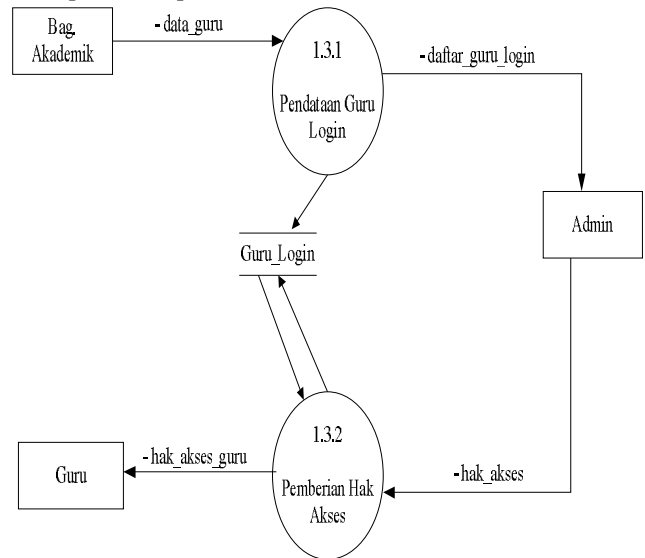 Bag.
Akademik
- data_guru
1.3.1
Pendataan Guru
Login
- daftar_guru_login
Admin
Guru_Login
1.3.2
Pemberian Hak
Akses
- hak_akses_guru
Guru
- hak_akses